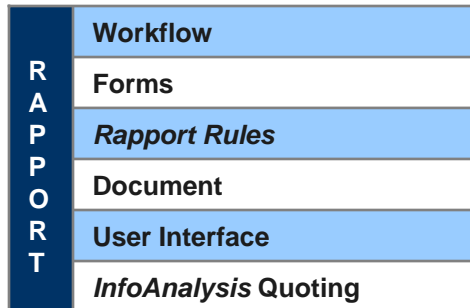 RAPPORT
Workflow
Forms
Rapport Rules
Document
User Interface
InfoAnalysis Quoting